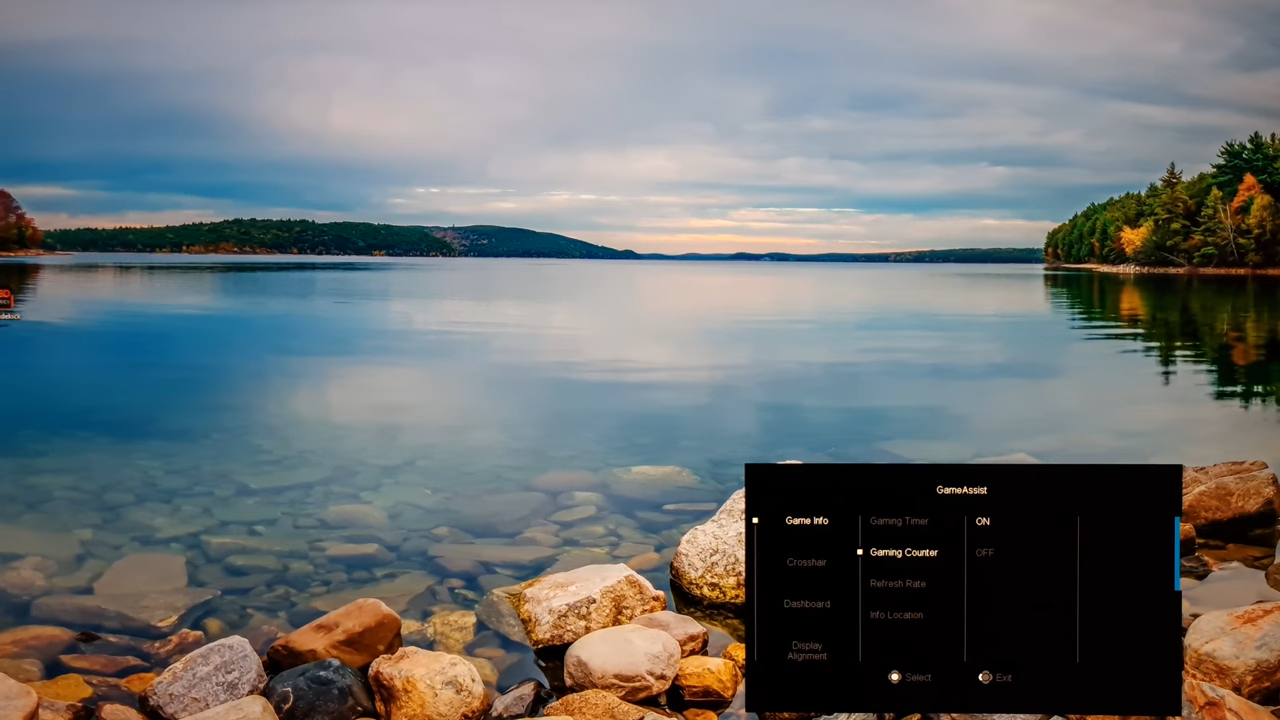 GameAssist
Game Info
Crosshair
Dashboard
Display
Alignment
Gaming Timer
Gaming Counter
Refresh Rate
Info Location
ON
OFF
Select
Exit